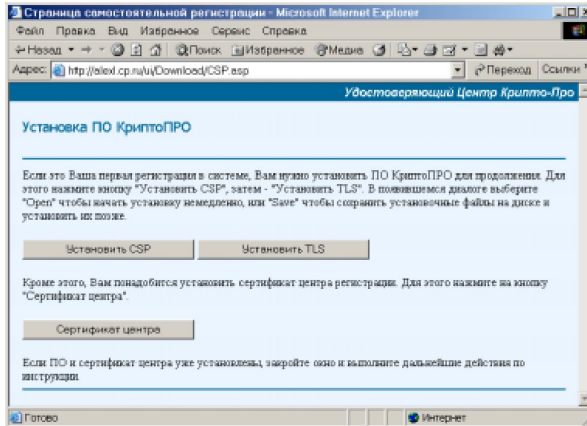 Страница самостоятельной регистрации - Microsoft Internet Explorer
Файл Правка Вид Избранное Сервис Справка
Назад Поиск Избранное Медиа
Адрес: http://alexl.cp.ru/ui/Download/CSP.asp Переход Ссылки
Удостоверяющий Центр Крипто-Про
Установка ПО КриптоПРО
Если это Ваша первая регистрация в системе, Вам нужно установить ПО КриптоПРО для продолжения. Для
этого нажмите кнопку "Установить CSP", затем - "Установить TLS". В появившемся диалоге выберите
"Open" чтобы начать установку немедленно, или "Save" чтобы сохранить установочные файлы на диске и
установить их позже.
Установить CSP Установить TLS
Кроме этого, Вам понадобится установить сертификат центра регистрации. Для этого нажмите на кнопку
"Сертификат центра".
Сертификат центра
Если ПО и сертификат центра уже установлены, закройте окно и выполните дальнейшие действия по
инструкции
Готово Интернет